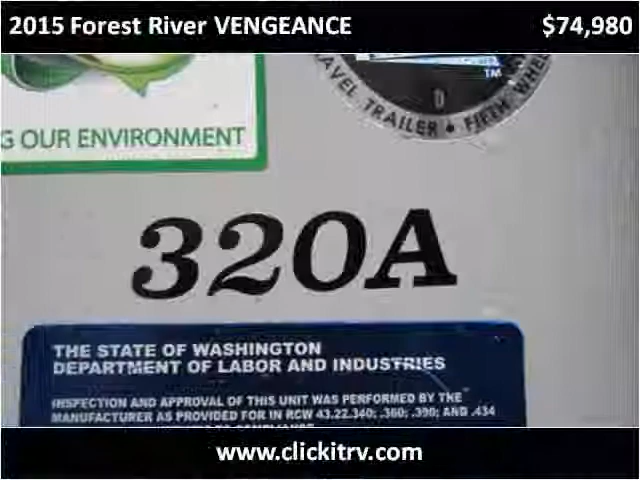 2015 Forest River VENGEANCE $74,980
G OUR ENVIRONMENT
TM
TRAILER • FIFTH
320A
THE STATE OF WASHINGTON
DEPARTMENT OF LABOR AND INDUSTRIES
INSPECTION AND APPROVAL OF THIS UNIT WAS PERFORMED BY THE
MANUFACTURER AS PROVIDED FOR IN RCW 43.22.340; .360; .390; AND .434
www.clickitrv.com